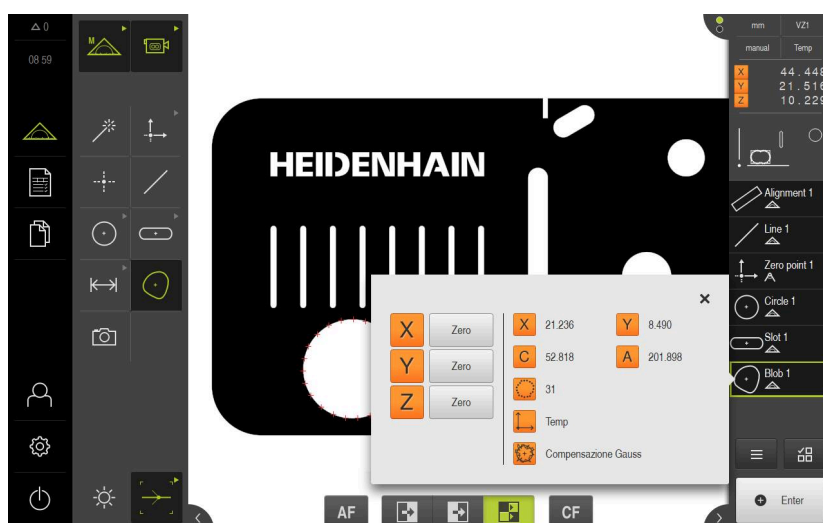 △ 0
08 59
M
HEIDENHAIN
mm VZ1
manual Temp
X 44.448
Y 21.516
Z 10.229
Alignment 1
Line 1
Zero point 1
Circle 1
Slot 1
Blob 1
X Zero
Y Zero
Z Zero
X 21.236 Y 8.490
C 52.818 A 201.898
31
Temp
Compensazione Gauss
AF CF
Enter